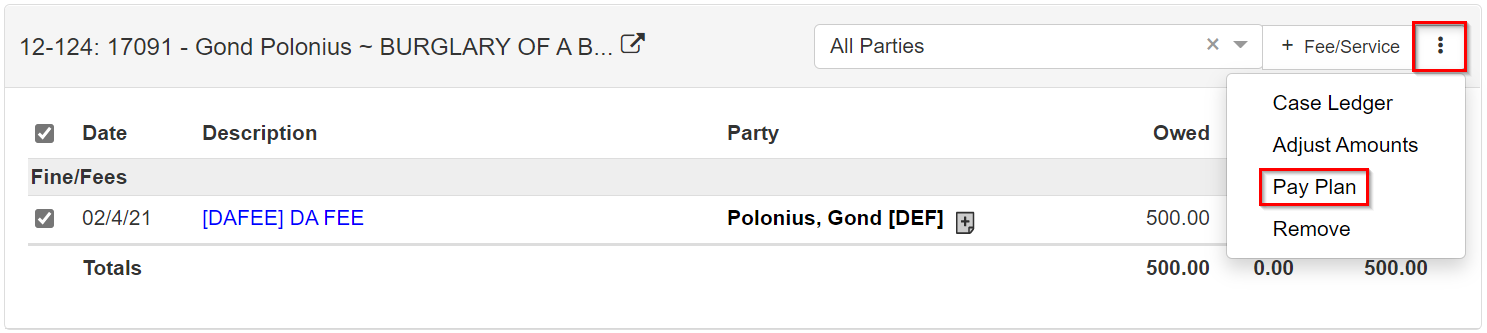 12-124: 17091 - Gond Polonius ~ BURGLARY OF A B... All Parties × + Fee/Service
Case Ledger
Date Description Party Owed
Adjust Amounts
Fine/Fees
Pay Plan
02/4/21 [DAFEE] DA FEE Polonius, Gond [DEF] 500.00
Remove
Totals 500.00 0.00 500.00